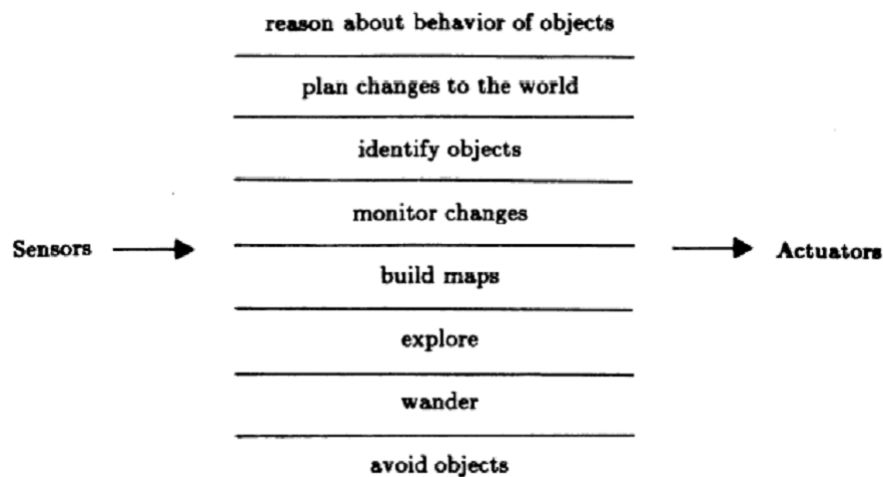 reason about behavior of objects
plan changes to the world
identify objects
monitor changes
Sensors
Actuators
build maps
explore
wander
avoid objects